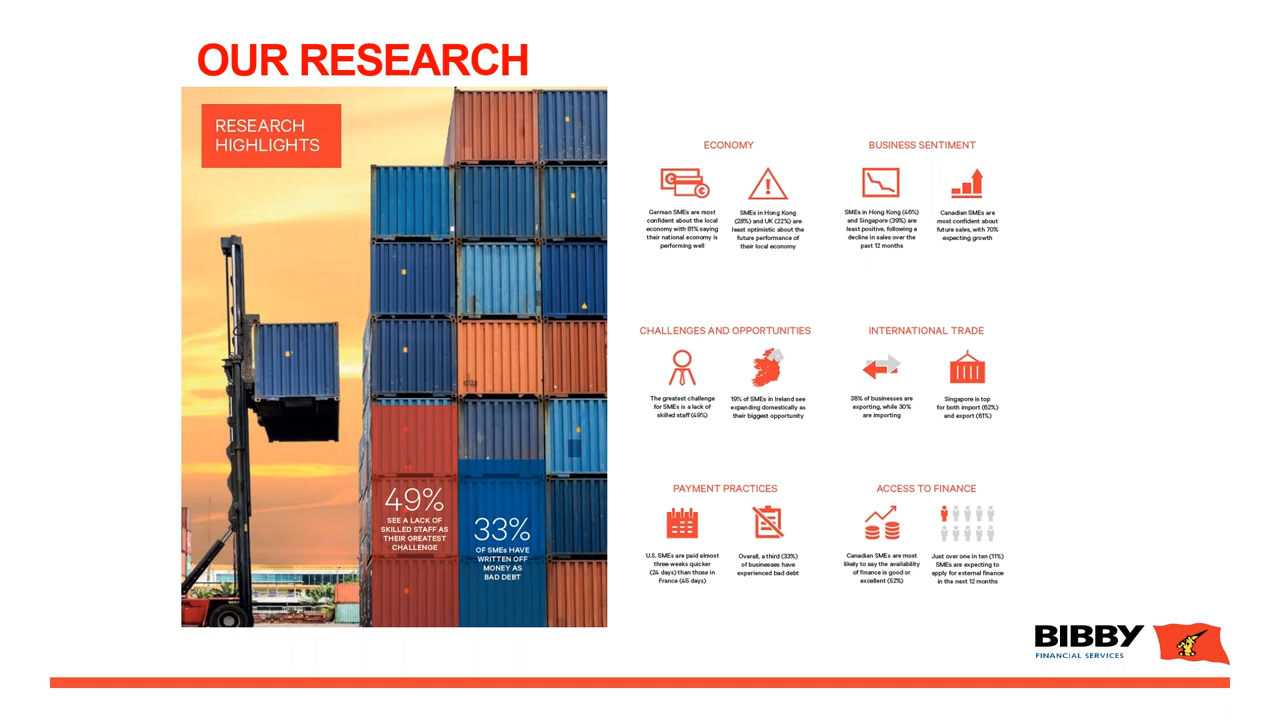 OUR RESEARCH
RESEARCH
HIGHLIGHTS
49%
SEE A LACK OF
SKILLED STAFF AS
THEIR GREATEST
CHALLENGE
33%
OF SMEs HAVE
WRITTEN OFF
MONEY AS
BAD DEBT
ECONOMY
German SMEs are most
confident about the local
economy with 81% saying
their national economy is
performing well
SMEs in Hong Kong
(28%) and UK (22%) are
least optimistic about the
future performance of
their local economy
BUSINESS SENTIMENT
SMEs in Hong Kong (46%)
and Singapore (39%) are
least positive, following a
decline in sales over the
past 12 months
Canadian SMEs are
most confident about
future sales, with 70%
expecting growth
CHALLENGES AND OPPORTUNITIES
The greatest challenge
for SMEs is a lack of
skilled staff (49%)
19% of SMEs in Ireland see
expanding domestically as
their biggest opportunity
INTERNATIONAL TRADE
38% of businesses are
exporting, while 30%
are importing
Singapore is top
for both import (62%)
and export (61%)
PAYMENT PRACTICES
U.S. SMEs are paid almost
three weeks quicker
(24 days) than those in
France (45 days)
Overall, a third (33%)
of businesses have
experienced bad debt
ACCESS TO FINANCE
Canadian SMEs are most
likely to say the availability
of finance is good or
excellent (52%)
Just over one in ten (11%)
SMEs are expecting to
apply for external finance
in the next 12 months
BIBBY
FINANCIAL SERVICES